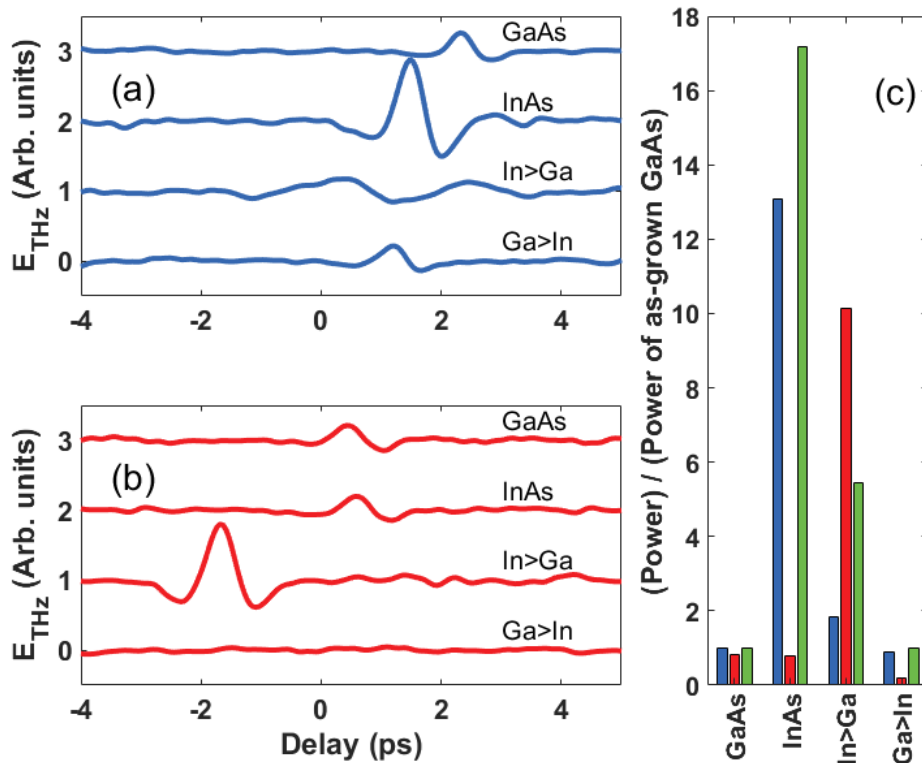 (a)
E_THz (Arb. units)
3
2
1
0
GaAs
InAs
In>Ga
Ga>In
-4 -2 0 2 4
(b)
E_THz (Arb. units)
3
2
1
0
GaAs
InAs
In>Ga
Ga>In
-4 -2 0 2 4
Delay (ps)
(c)
(Power) / (Power of as-grown GaAs)
18
16
14
12
10
8
6
4
2
0
GaAs
InAs
In>Ga
Ga>In